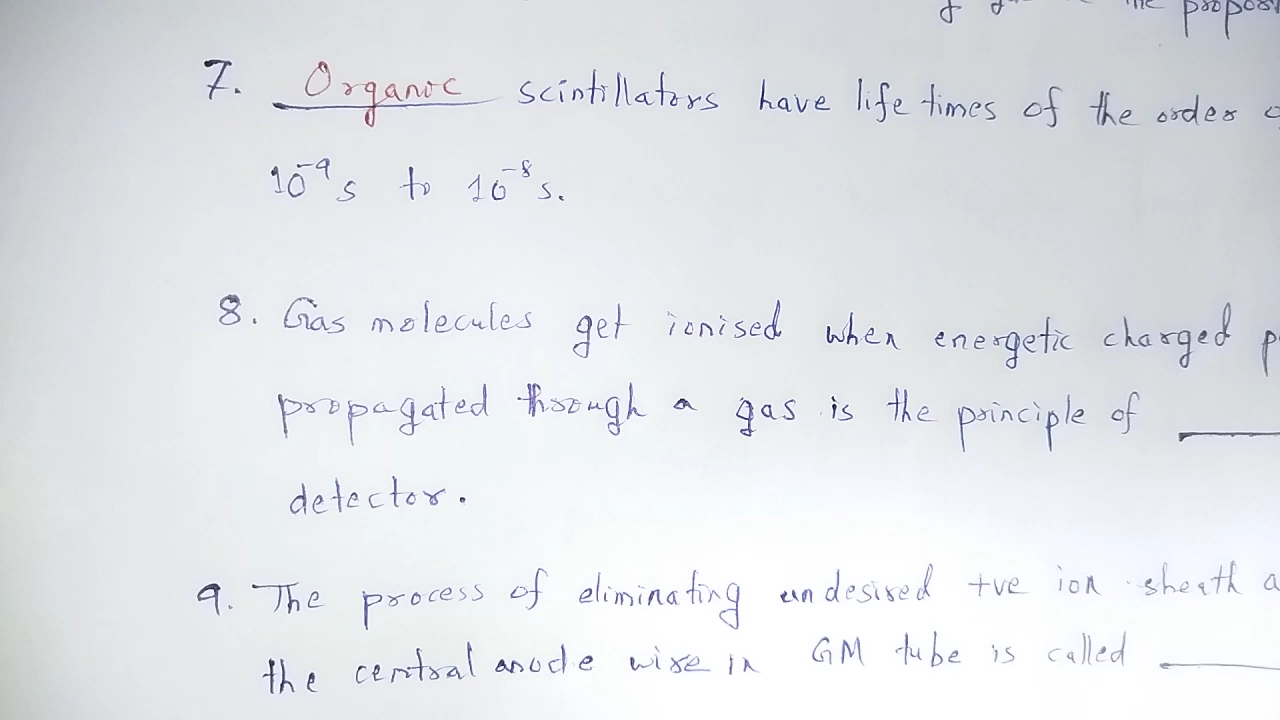 the propor
7. Organic scintillators have life times of the order
10⁻⁹s to 10⁻⁸s.
8. Gas molecules get ionised when energetic charged p
propagated through a gas is the principle of ____
detector.
9. The process of eliminating undesired +ve ion sheath a
the central anode wire in GM tube is called ____